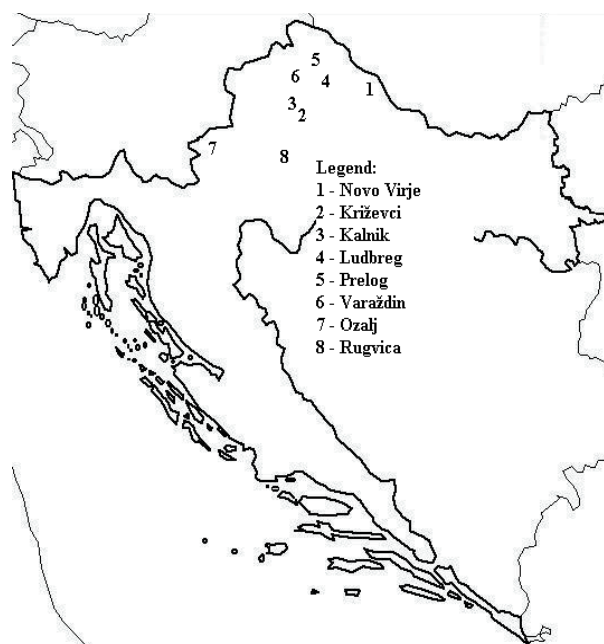 5
6
4
1
3
2
7
8
Legend:
1 - Novo Virje
2 - Križevci
3 - Kalnik
4 - Ludbreg
5 - Prelog
6 - Varaždin
7 - Ozalj
8 - Rugvica